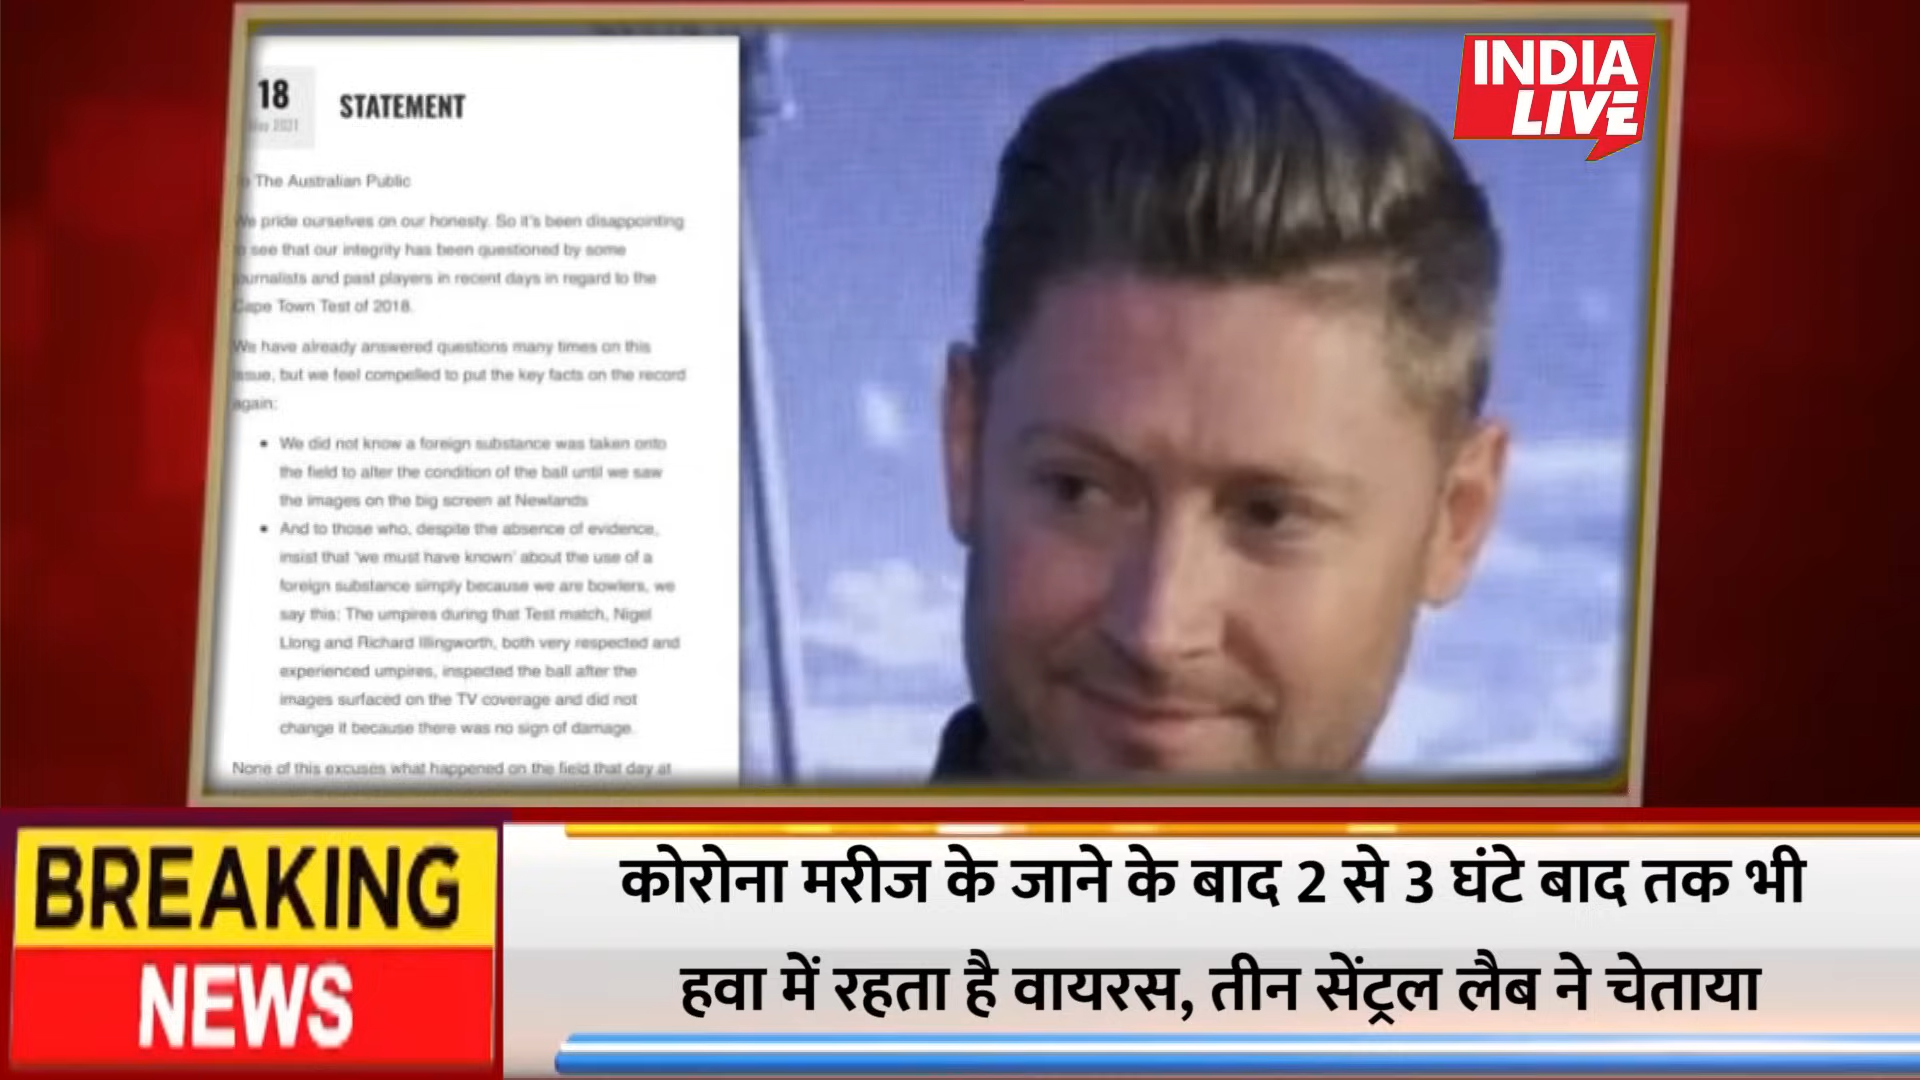 INDIA
LIVE
18
2021
STATEMENT
The Australian Public
We pride ourselves on our honesty. So it's been disappointing
see that our integrity has been questioned by some
journalists and past players in recent days in regard to the
Cape Town Test of 2018.
We have already answered questions many times on this
issue, but we feel compelled to put the key facts on the record
again:
• We did not know a foreign substance was taken onto
the field to alter the condition of the ball until we saw
the images on the big screen at Newlands
• And to those who, despite the absence of evidence,
insist that 'we must have known' about the use of a
foreign substance simply because we are bowlers, we
say this: The umpires during that Test match, Nigel
Llong and Richard Illingworth, both very respected and
experienced umpires, inspected the ball after the
images surfaced on the TV coverage and did not
change it because there was no sign of damage.
None of this excuses what happened on the field that day at
BREAKING
NEWS
कोरोना मरीज के जाने के बाद 2 से 3 घंटे बाद तक भी
हवा में रहता है वायरस, तीन सेंट्रल लैब ने चेताया